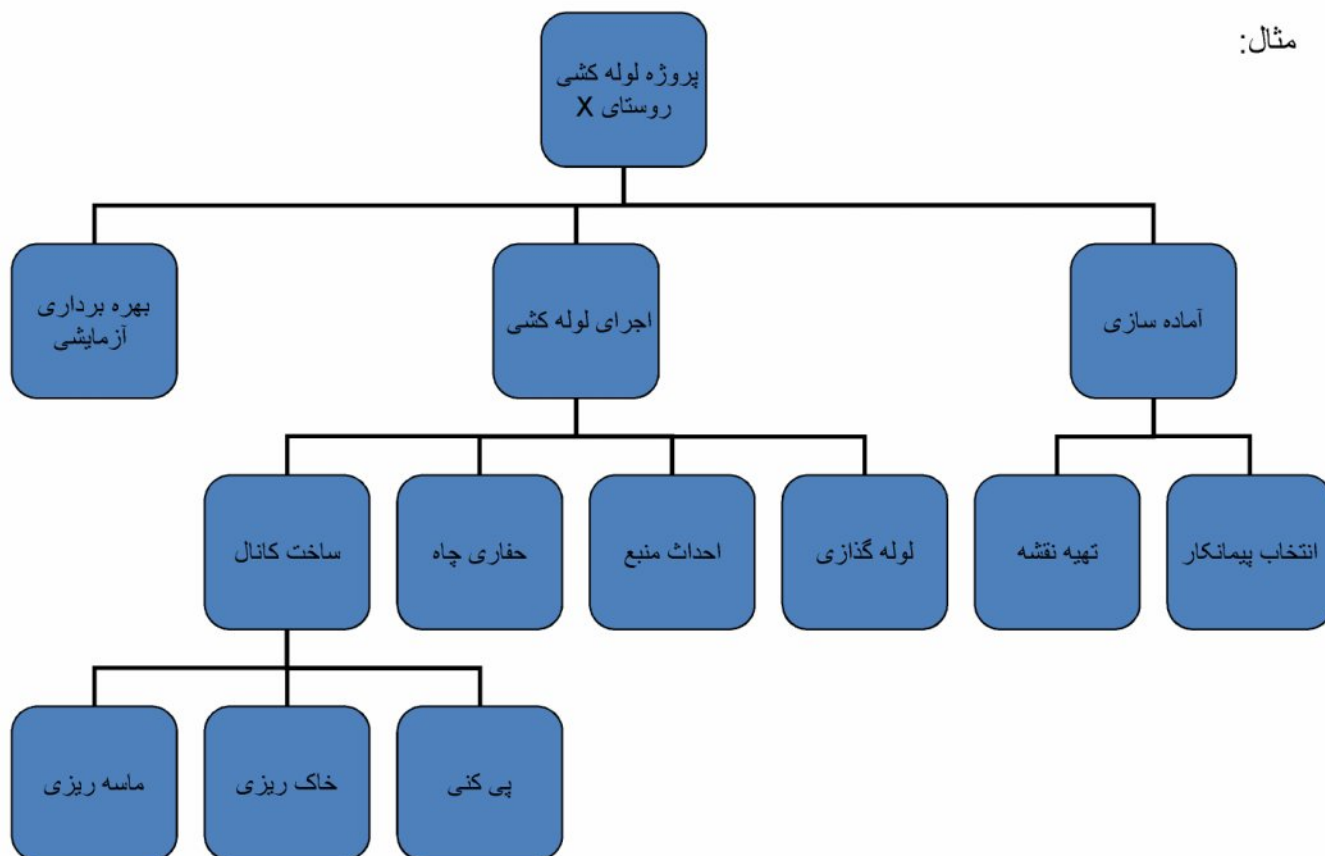 مثال:
پروژه لوله کشی
روستای X
آماده سازی
اجرای لوله کشی
بهره برداری
آزمایشی
انتخاب پیمانکار
تهیه نقشه
لوله گذازی
احداث منبع
حفاری چاه
ساخت کانال
پی کنی
خاک ریزی
ماسه ریزی